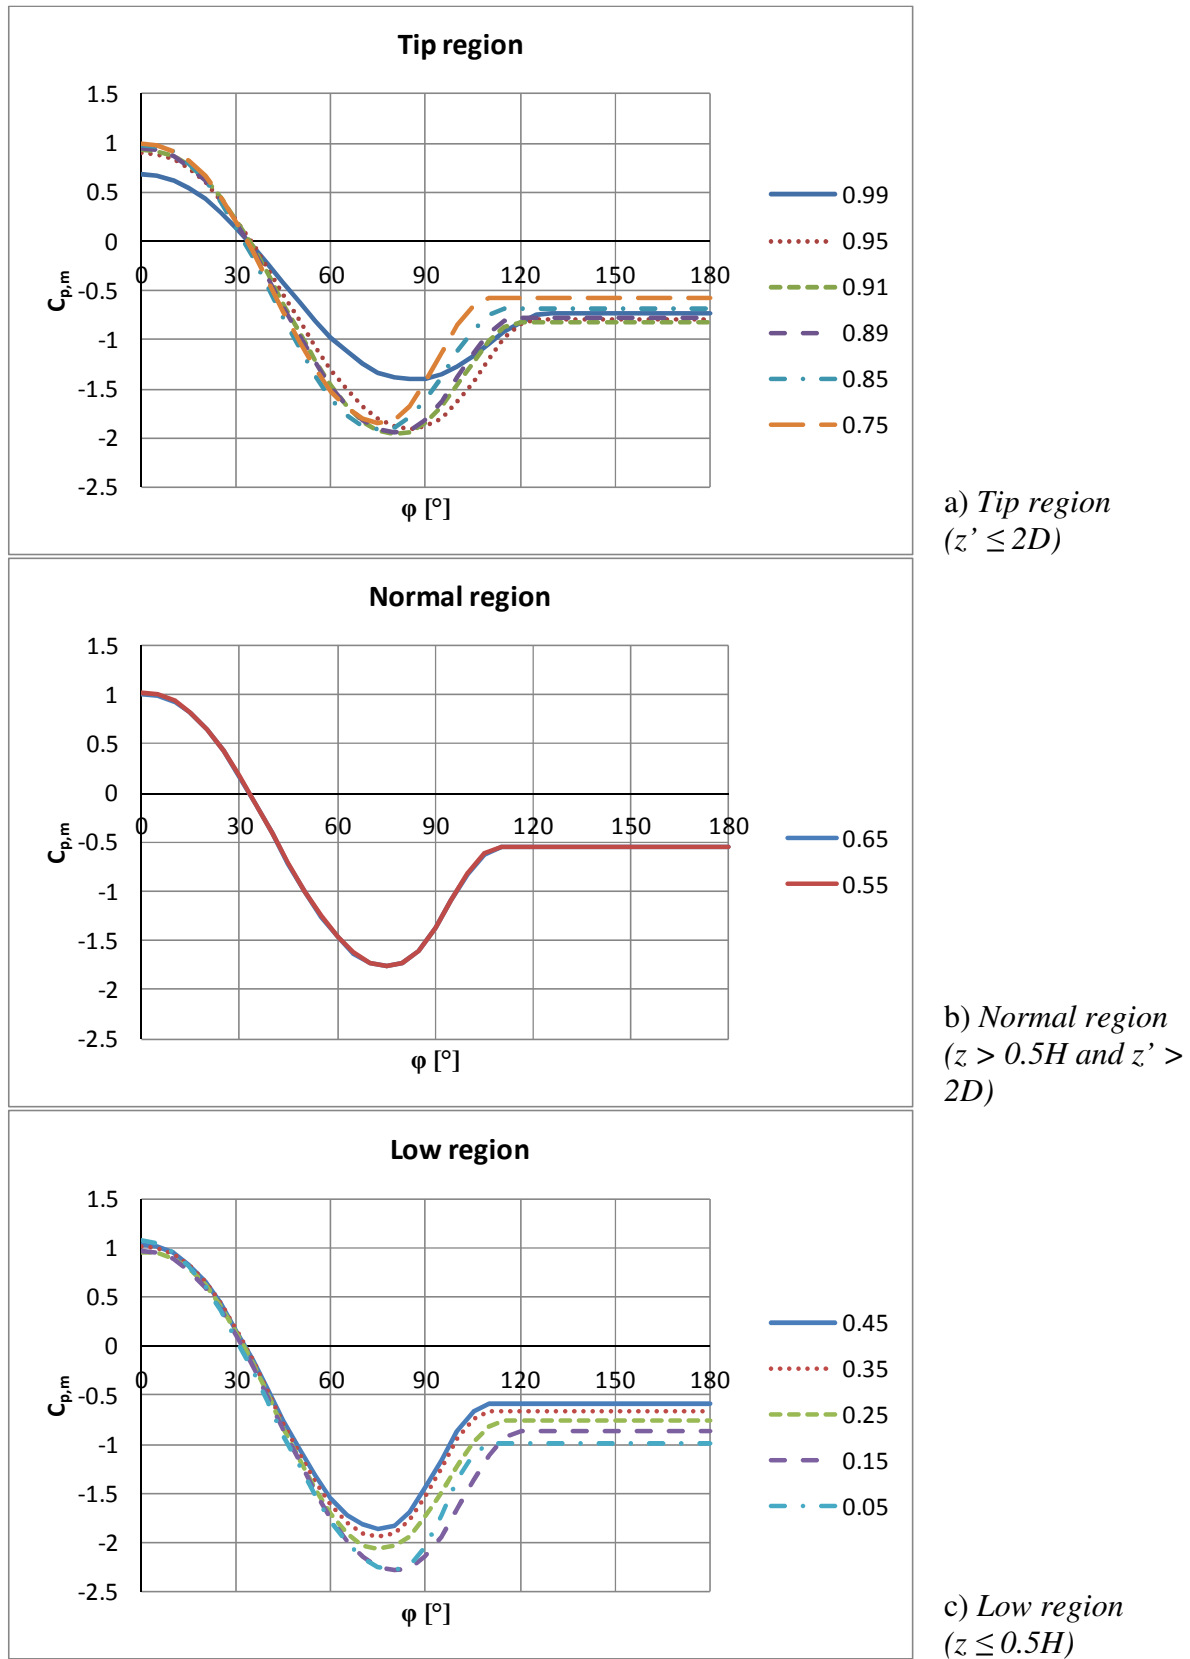 Tip region
1.5
1
0.5
0
-0.5
-1
-1.5
-2
-2.5
0 30 60 90 120 150 180
Cp,m
φ [°]
0.99
0.95
0.91
0.89
0.85
0.75
a) Tip region
(z’ ≤ 2D)
Normal region
1.5
1
0.5
0
-0.5
-1
-1.5
-2
-2.5
0 30 60 90 120 150 180
Cp,m
φ [°]
0.65
0.55
b) Normal region
(z > 0.5H and z’ >
2D)
Low region
1.5
1
0.5
0
-0.5
-1
-1.5
-2
-2.5
0 30 60 90 120 150 180
Cp,m
φ [°]
0.45
0.35
0.25
0.15
0.05
c) Low region
(z ≤ 0.5H)